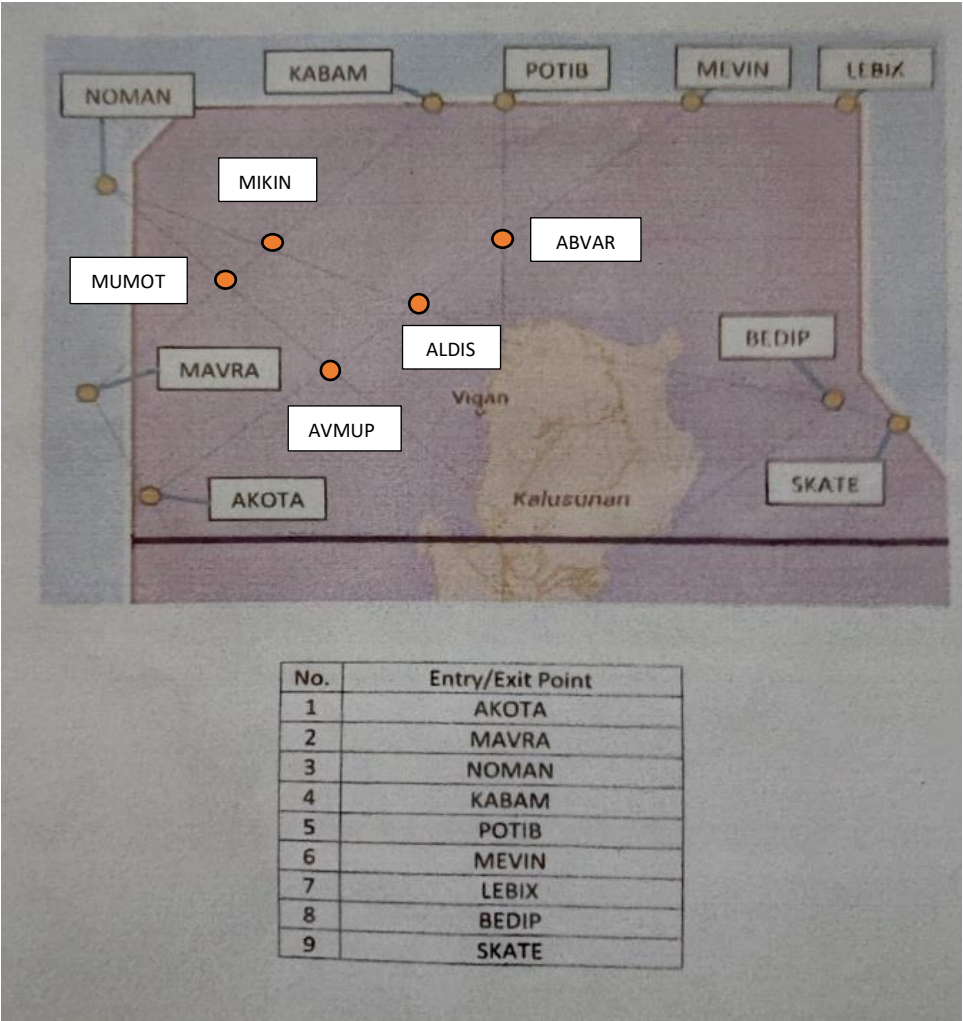 KABAM
POTIB
MEVIN
LEBIX
NOMAN
MIKIN
ABVAR
MUMOT
BEDIP
ALDIS
MAVRA
Vigan
AVMUP
SKATE
AKOTA
Kalusunan
No. Entry/Exit Point
1 AKOTA
2 MAVRA
3 NOMAN
4 KABAM
5 POTIB
6 MEVIN
7 LEBIX
8 BEDIP
9 SKATE